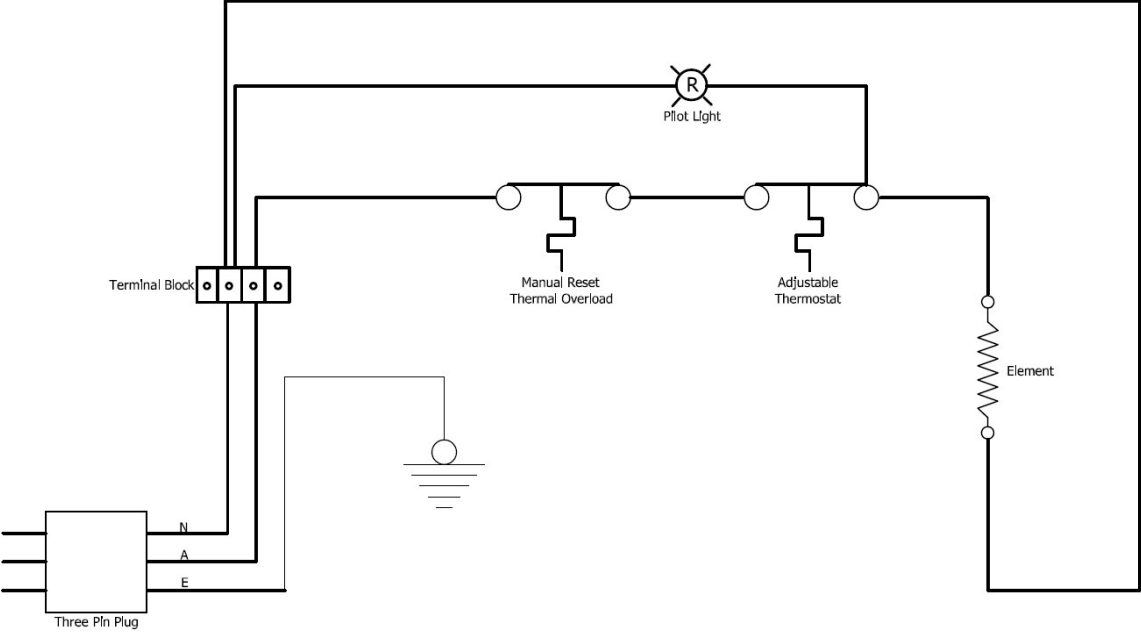 R
Pilot Light
Terminal Block
Manual Reset
Thermal Overload
Adjustable
Thermostat
Element
N
A
E
Three Pin Plug